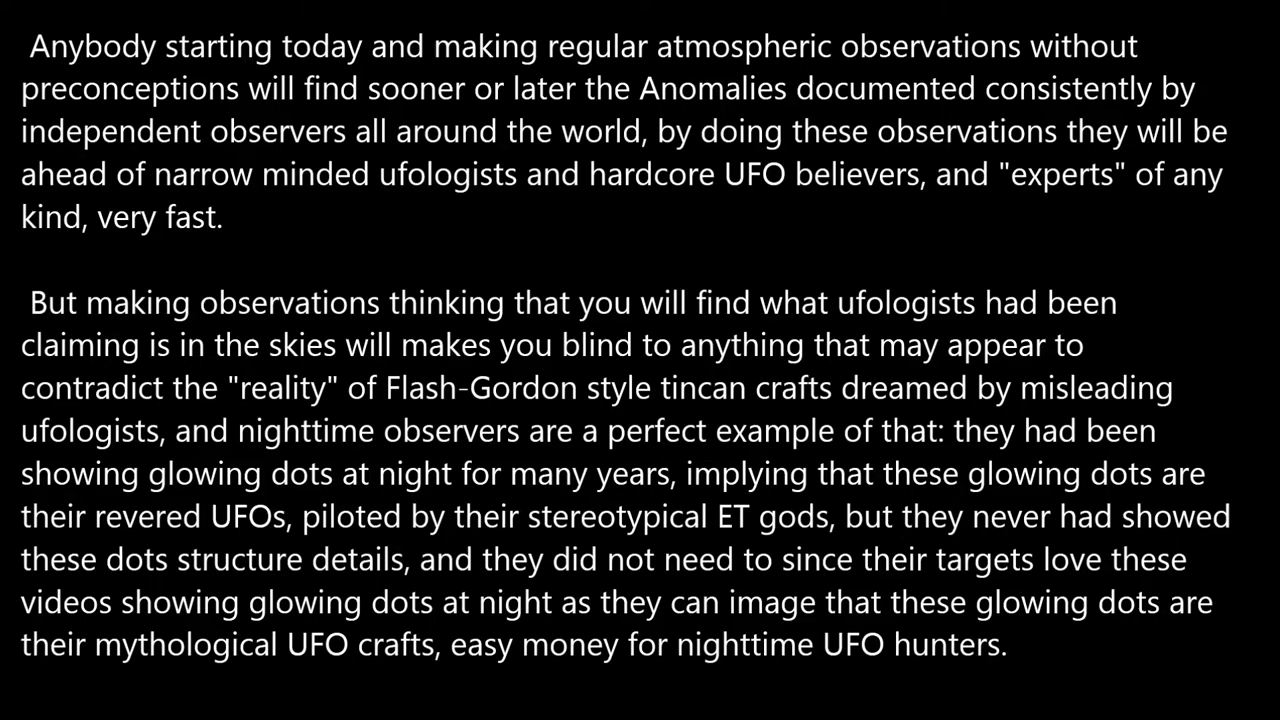 Anybody starting today and making regular atmospheric observations without
preconceptions will find sooner or later the Anomalies documented consistently by
independent observers all around the world, by doing these observations they will be
ahead of narrow minded ufologists and hardcore UFO believers, and "experts" of any
kind, very fast.
But making observations thinking that you will find what ufologists had been
claiming is in the skies will makes you blind to anything that may appear to
contradict the "reality" of Flash-Gordon style tincan crafts dreamed by misleading
ufologists, and nighttime observers are a perfect example of that: they had been
showing glowing dots at night for many years, implying that these glowing dots are
their revered UFOs, piloted by their stereotypical ET gods, but they never had showed
these dots structure details, and they did not need to since their targets love these
videos showing glowing dots at night as they can image that these glowing dots are
their mythological UFO crafts, easy money for nighttime UFO hunters.